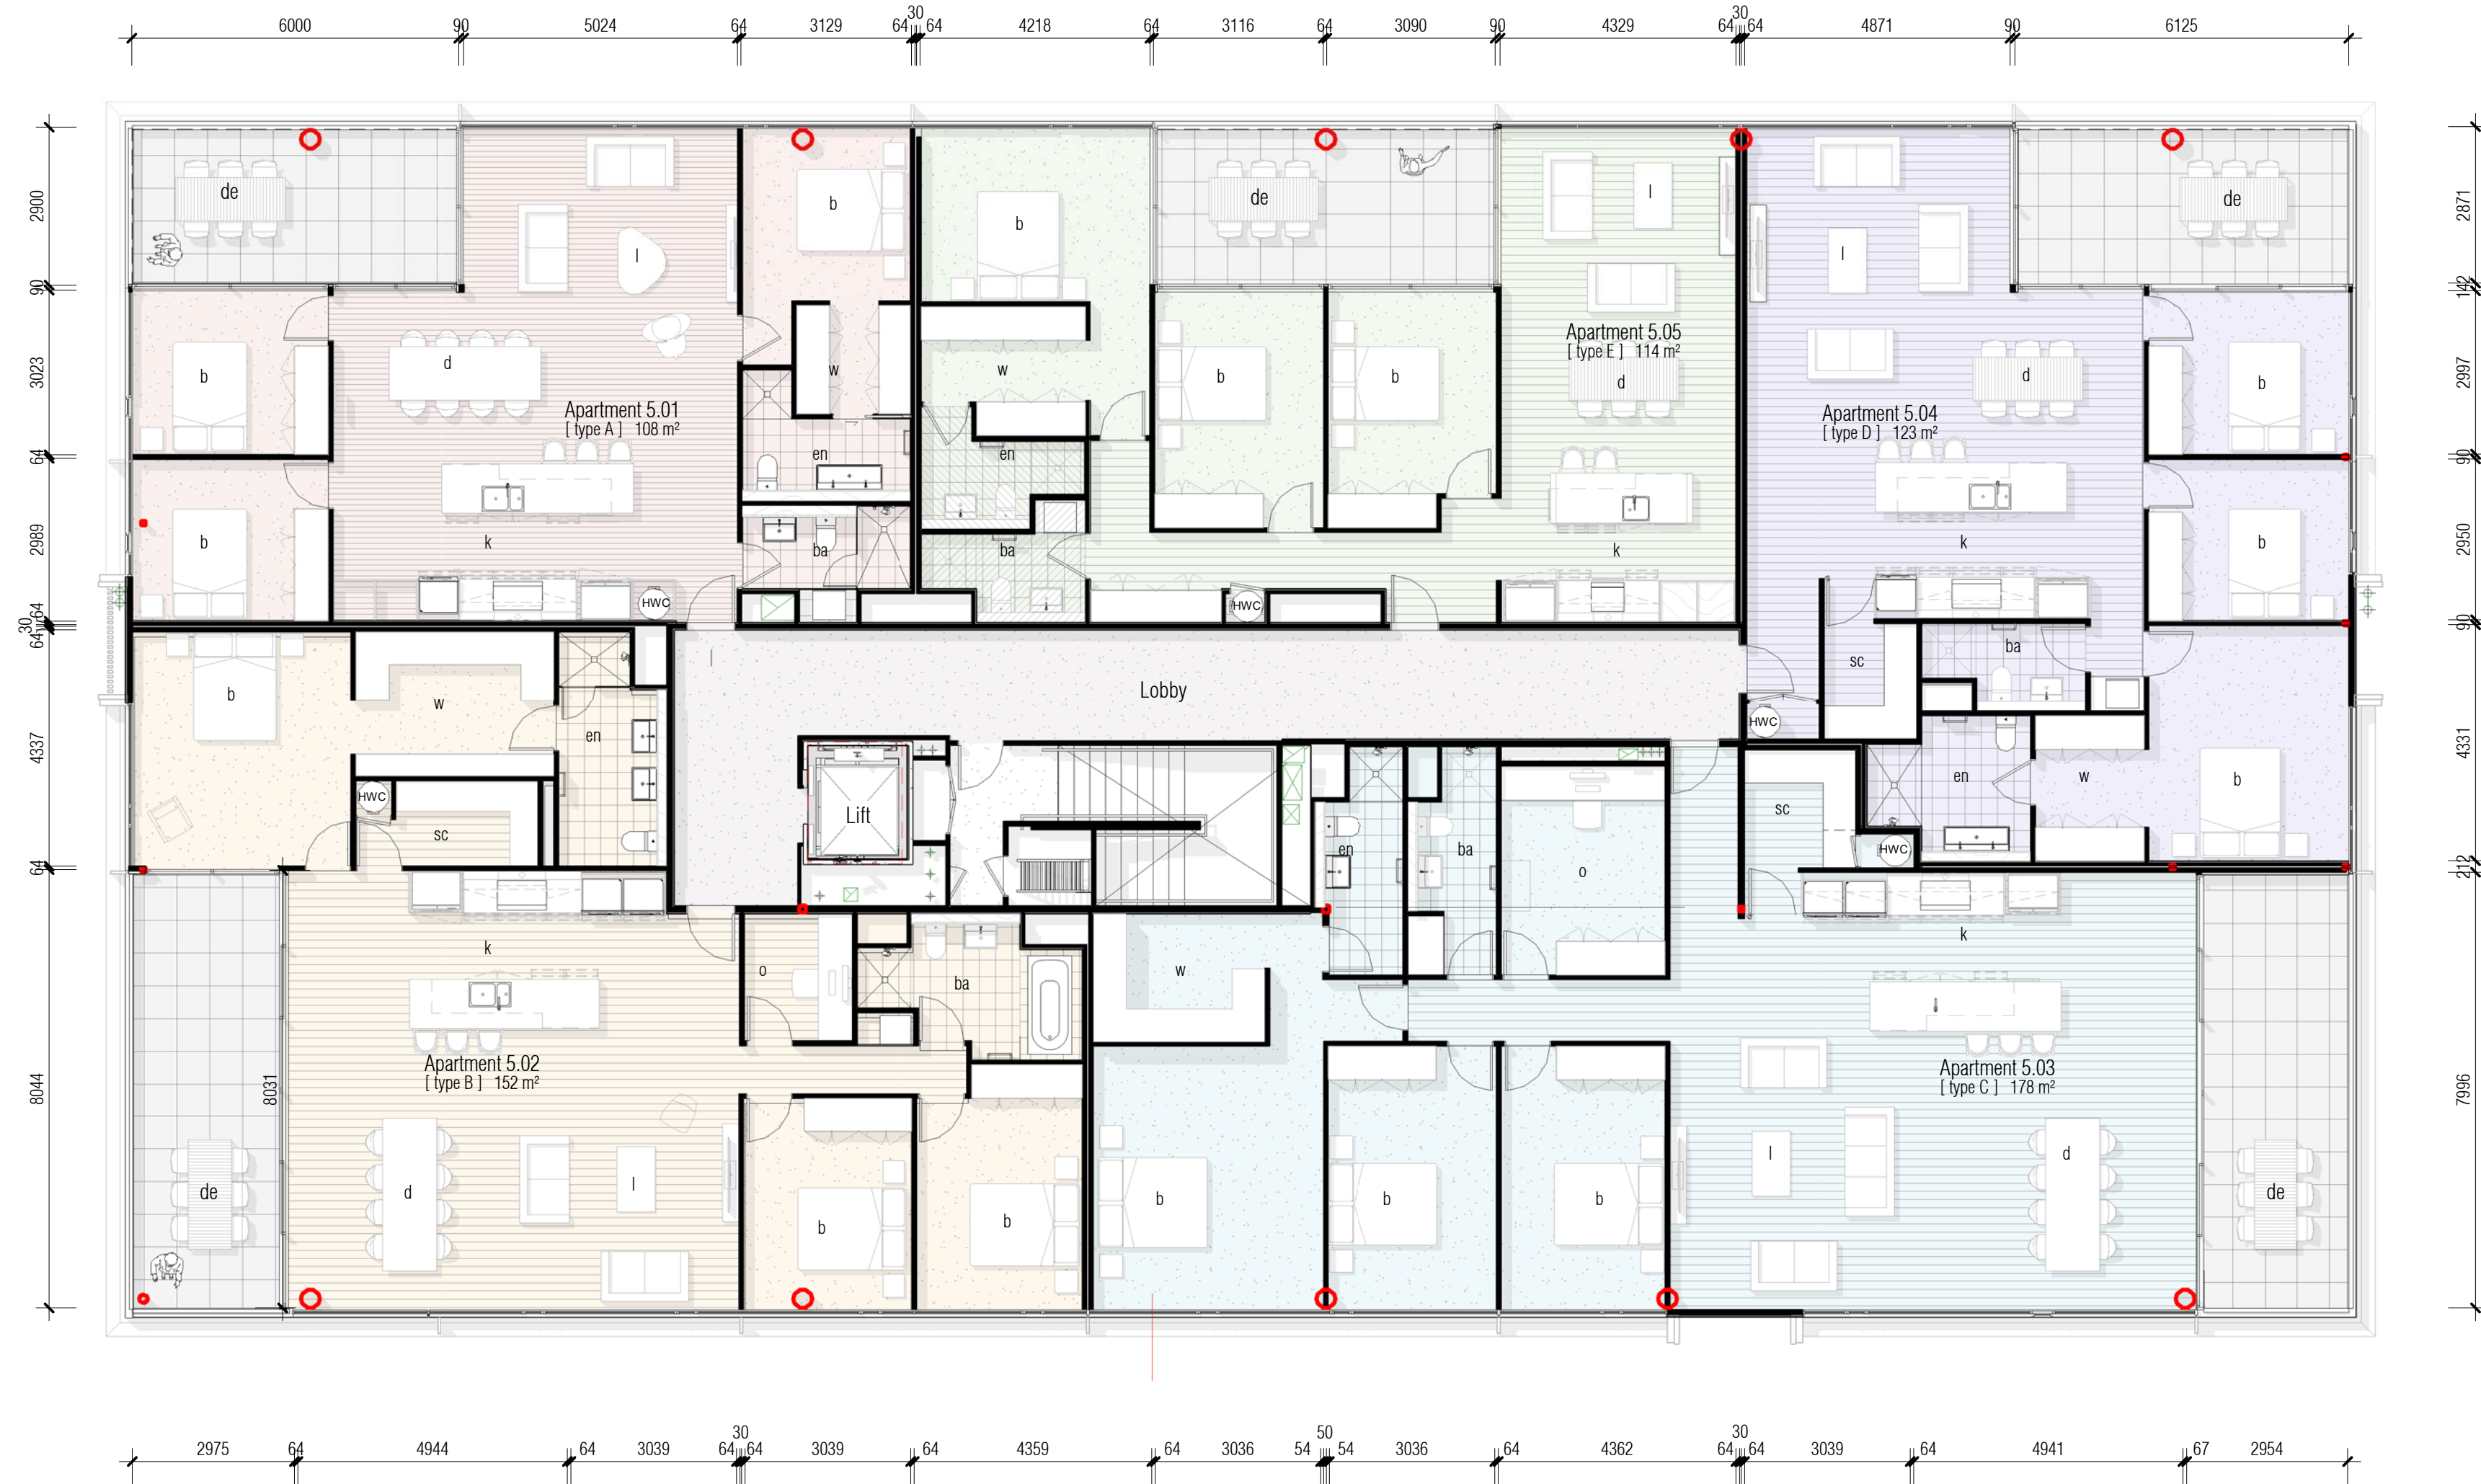 30 30
6000 90 5024 64 3129 64 64 4218 64 3116 64 3090 90 4329 64 64 4871 90 6125
2900
90
3023
64
2989
64
30
64
4337
64
8044
8031
2871
142
2997
90
2950
90
4331
212
7996
de
l
b
d
b
w
Apartment 5.01
[ type A ] 108 m²
en
b
k
ba
HWC
b
de
l
w
b
b
Apartment 5.05
[ type E ] 114 m²
d
en
ba
k
HWC
l
de
d
b
Apartment 5.04
[ type D ] 123 m²
k
b
sc
ba
HWC
en
w
b
Lobby
Lift
b
w
en
HWC
sc
k
o
ba
Apartment 5.02
[ type B ] 152 m²
de
d
l
b
b
en
ba
o
sc
HWC
w
k
Apartment 5.03
[ type C ] 178 m²
b
b
b
l
d
de
30 50 30
2975 64 4944 64 3039 64 64 3039 64 4359 64 3036 54 54 3036 64 4362 64 64 3039 64 4941 67 2954